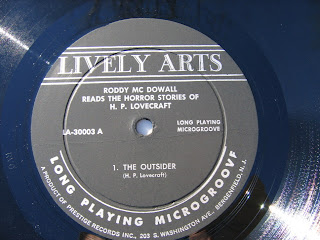 LIVELY ARTS
RODDY MC DOWALL
READS THE HORROR STORIES OF
H. P. LOVECRAFT
LA-30003 A
LONG PLAYING
MICROGROOVE
1. THE OUTSIDER
(H. P. Lovecraft)
LONG PLAYING MICROGROOVE
A PRODUCT OF PRESTIGE RECORDS INC., 203 S. WASHINGTON AVE., BERGENFIELD, N.J.